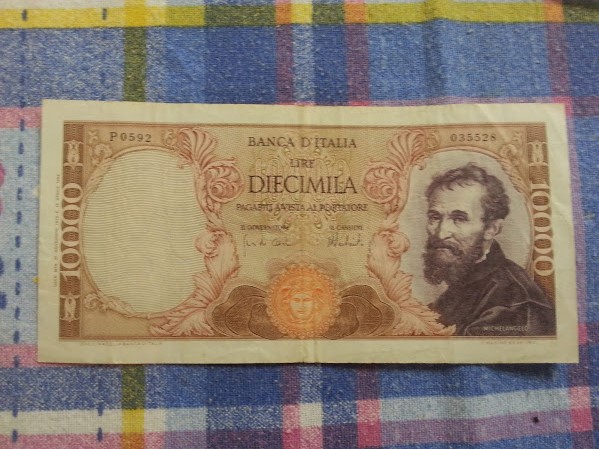 P0592
035528
BANCA D'ITALIA
LIRE
DIECIMILA
PAGABILI A VISTA AL PORTATORE
IL GOVERNATORE
IL CASSIERE
10000
10000
MICHELANGELO